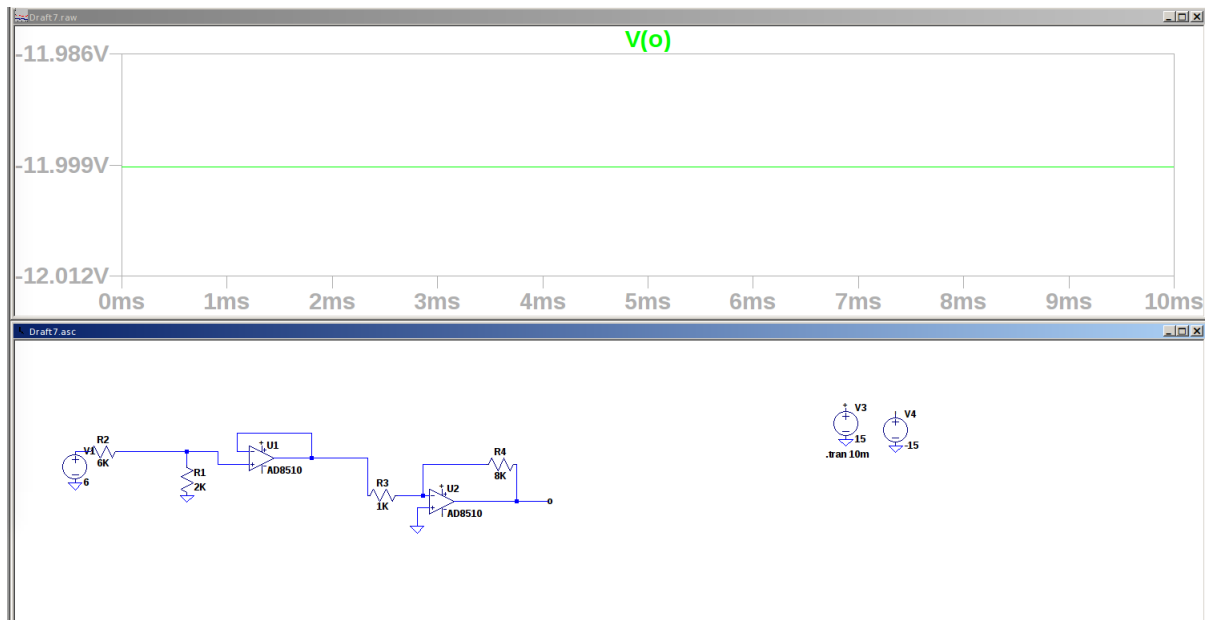 Draft7.raw
V(o)
-11.986V
-11.999V
-12.012V
0ms 1ms 2ms 3ms 4ms 5ms 6ms 7ms 8ms 9ms 10ms
Draft7.asc
V1
6
R2
6K
R1
2K
U1
AD8510
R3
1K
R4
8K
U2
AD8510
o
V3
15
.tran 10m
V4
-15